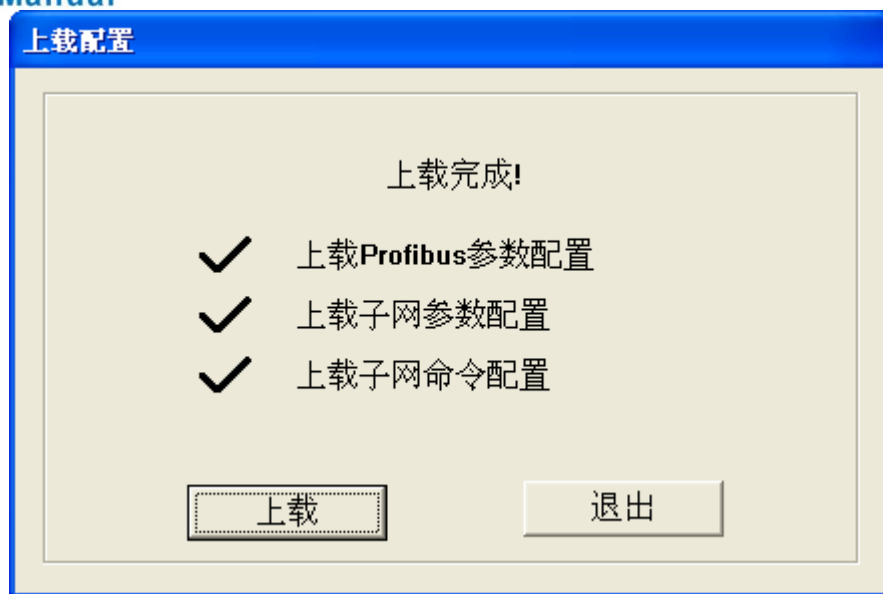 Manual
上载配置
上载完成!
上载Profibus参数配置
上载子网参数配置
上载子网命令配置
上载
退出